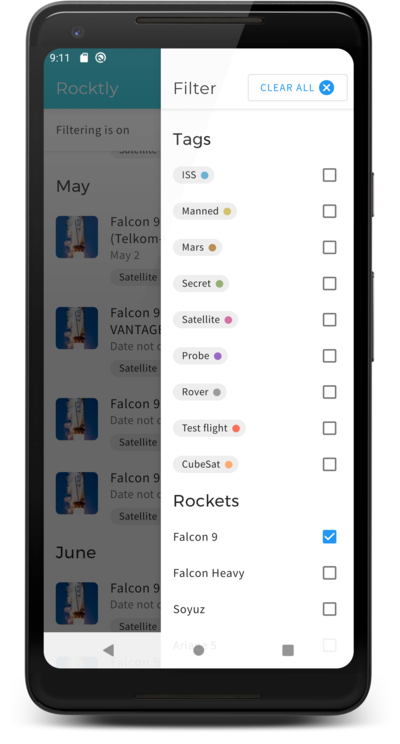 9:11
Rocktly
Filtering is on
Satellite
May
Falcon 9
(Telkom-
May 2
Satellite
Falcon 9
VANTAGE
Date not c
Satellite
Falcon 9
Date not c
Satellite
Falcon 9
Date not c
Satellite
June
Falcon 9
Date not c
Satellite
Filter
CLEAR ALL
Tags
ISS
Manned
Mars
Secret
Satellite
Probe
Rover
Test flight
CubeSat
Rockets
Falcon 9
Falcon Heavy
Soyuz
Ariane 5